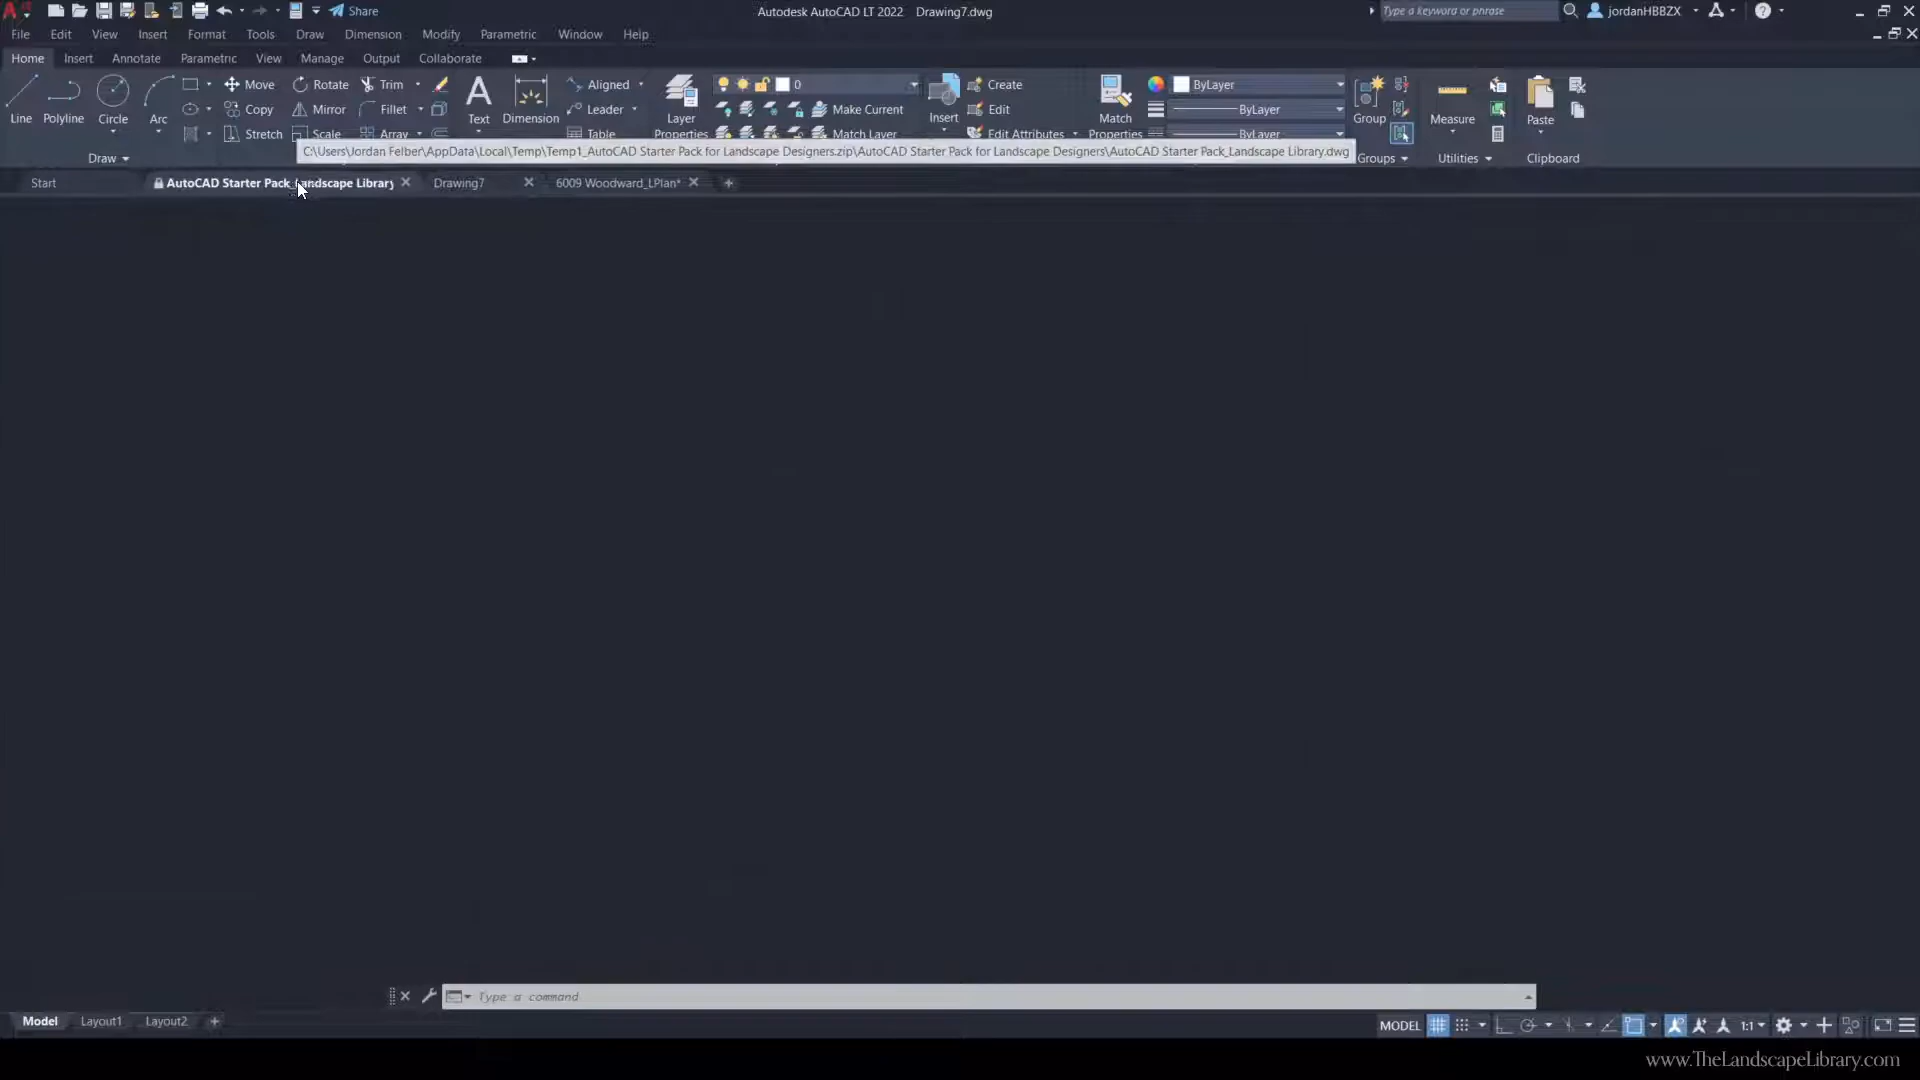 Share
Autodesk AutoCAD LT 2022 Drawing7.dwg
Type a keyword or phrase
jordanHBBZX
File Edit View Insert Format Tools Draw Dimension Modify Parametric Window Help
Home Insert Annotate Parametric View Manage Output Collaborate
Line Polyline Circle Arc
Move Rotate Trim
Copy Mirror Fillet
Stretch Scale Array
Text Dimension
Aligned
Leader
Table
Layer
Properties
0
Make Current
Match Layer
Insert
Create
Edit
Edit Attributes
Match
Properties
ByLayer
ByLayer
ByLayer
Group
Measure
Paste
Draw
C:\Users\Jordan Felber\AppData\Local\Temp\Temp1_AutoCAD Starter Pack for Landscape Designers.zip\AutoCAD Starter Pack for Landscape Designers\AutoCAD Starter Pack_Landscape Library.dwg
Groups Utilities Clipboard
Start AutoCAD Starter Pack_Landscape Library Drawing7 6009 Woodward_LPlan*
Type a command
Model Layout1 Layout2
MODEL 1:1
www.TheLandscapeLibrary.com